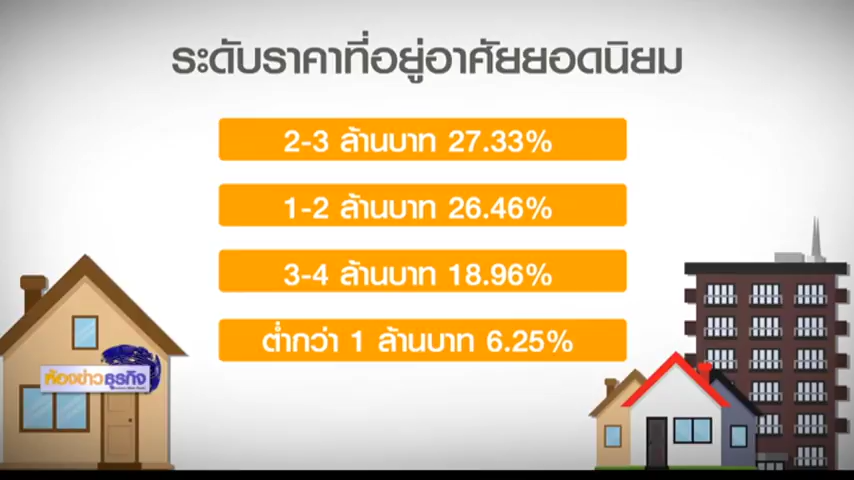 ระดับราคาที่อยู่อาศัยยอดนิยม
2-3 ล้านบาท 27.33%
1-2 ล้านบาท 26.46%
3-4 ล้านบาท 18.96%
ต่ำกว่า 1 ล้านบาท 6.25%
ห้องข่าวธุรกิจ